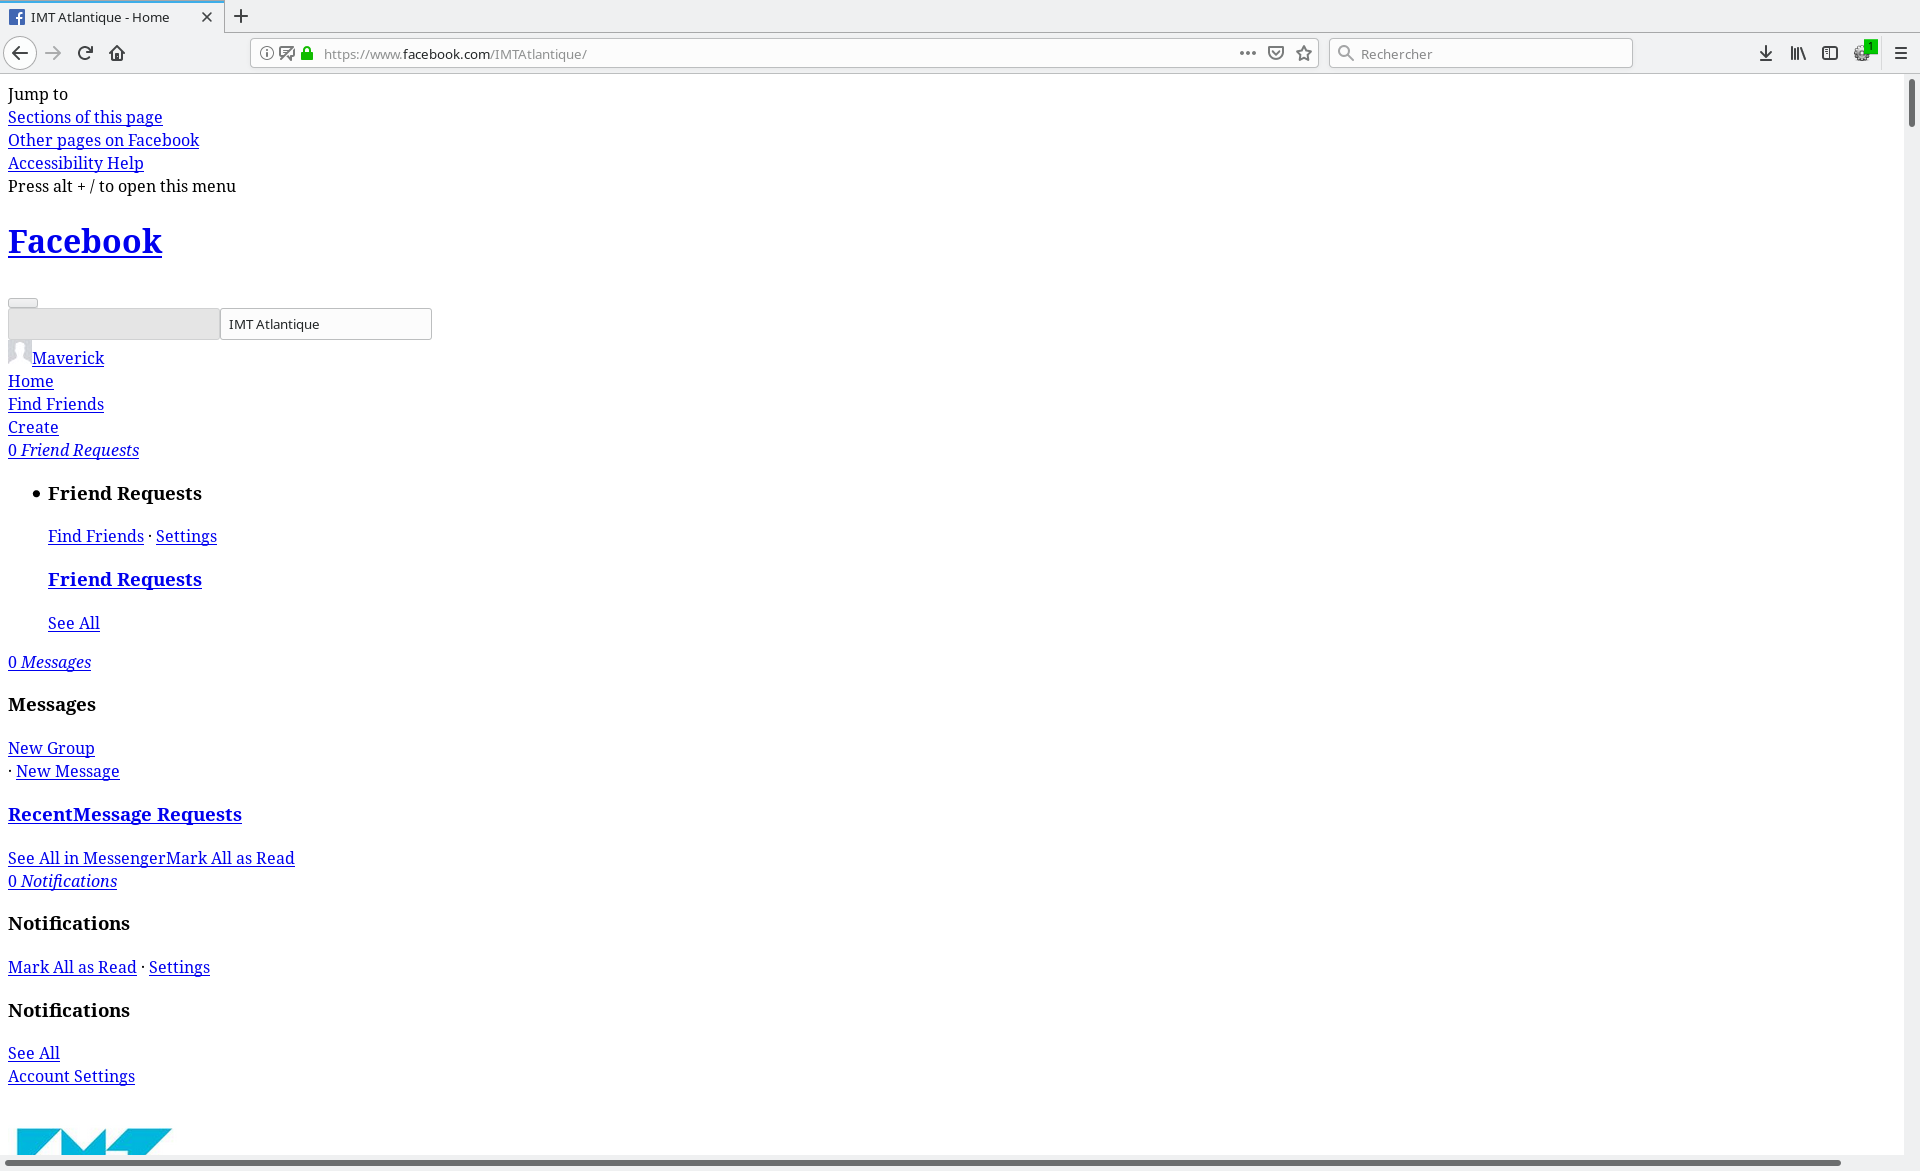 IMT Atlantique - Home
https://www.facebook.com/IMTAtlantique/
Rechercher
1
Jump to
Sections of this page
Other pages on Facebook
Accessibility Help
Press alt + / to open this menu
Facebook
IMT Atlantique
Maverick
Home
Find Friends
Create
0 Friend Requests
Friend Requests
Find Friends · Settings
Friend Requests
See All
0 Messages
Messages
New Group
· New Message
RecentMessage Requests
See All in MessengerMark All as Read
0 Notifications
Notifications
Mark All as Read · Settings
Notifications
See All
Account Settings
IMT